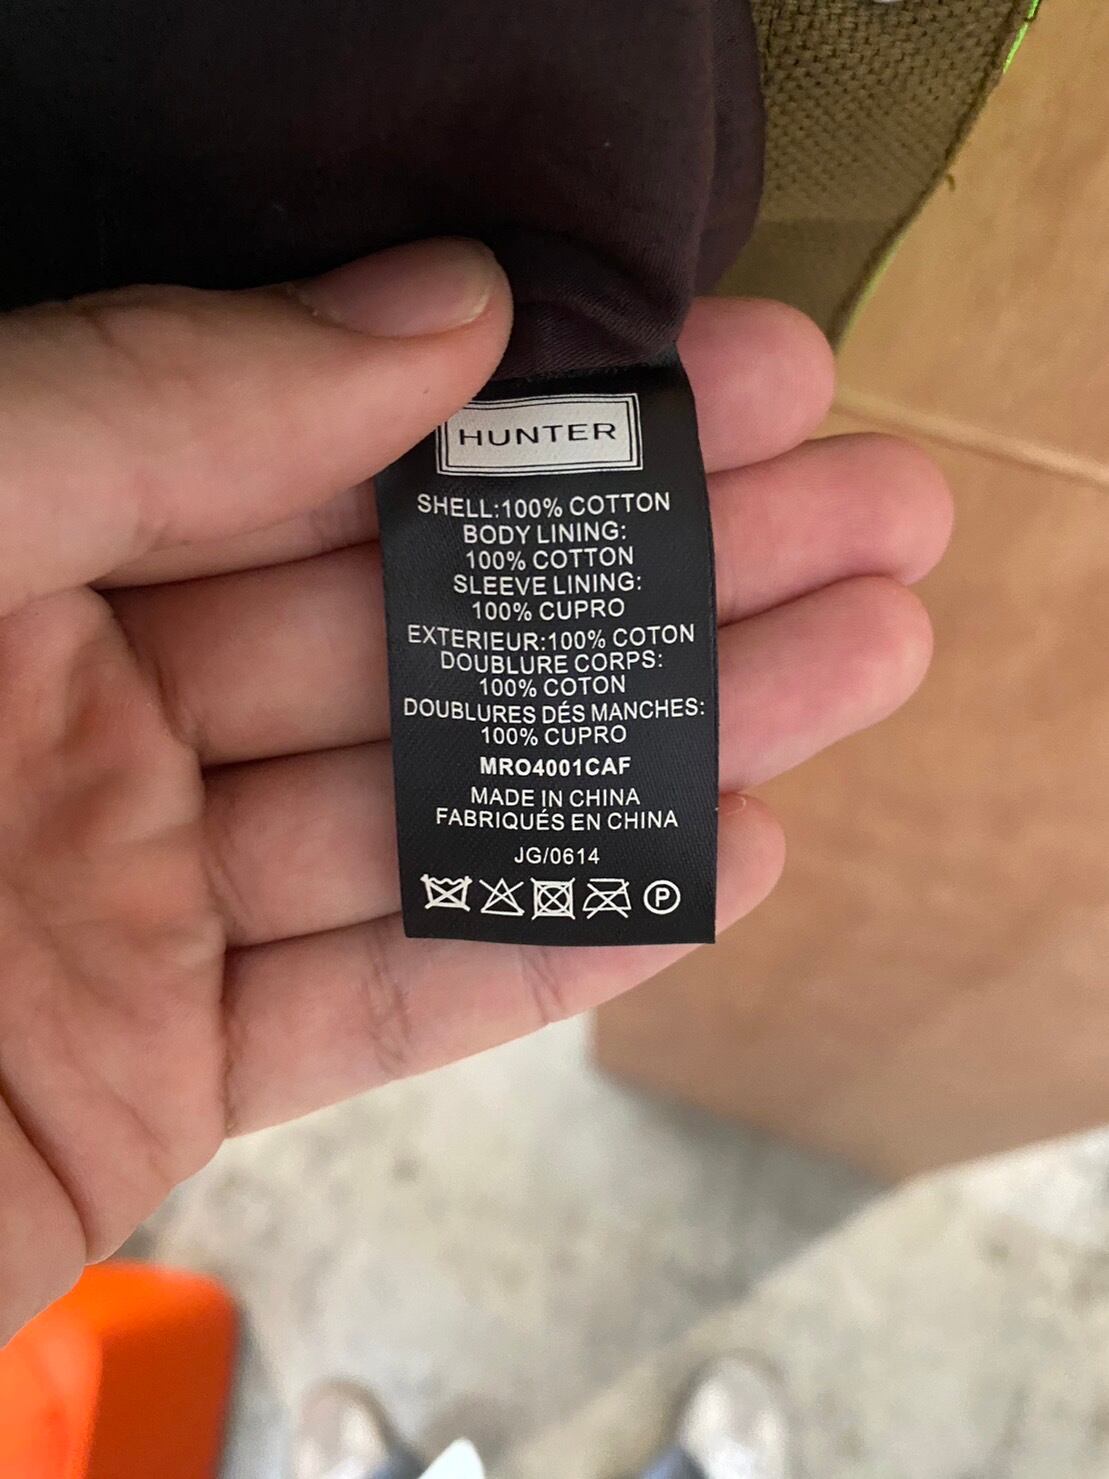 HUNTER
SHELL:100% COTTON
BODY LINING:
100% COTTON
SLEEVE LINING:
100% CUPRO
EXTERIEUR:100% COTON
DOUBLURE CORPS:
100% COTON
DOUBLURES DÉS MANCHES:
100% CUPRO
MRO4001CAF
MADE IN CHINA
FABRIQUÉS EN CHINA
JG/0614
P